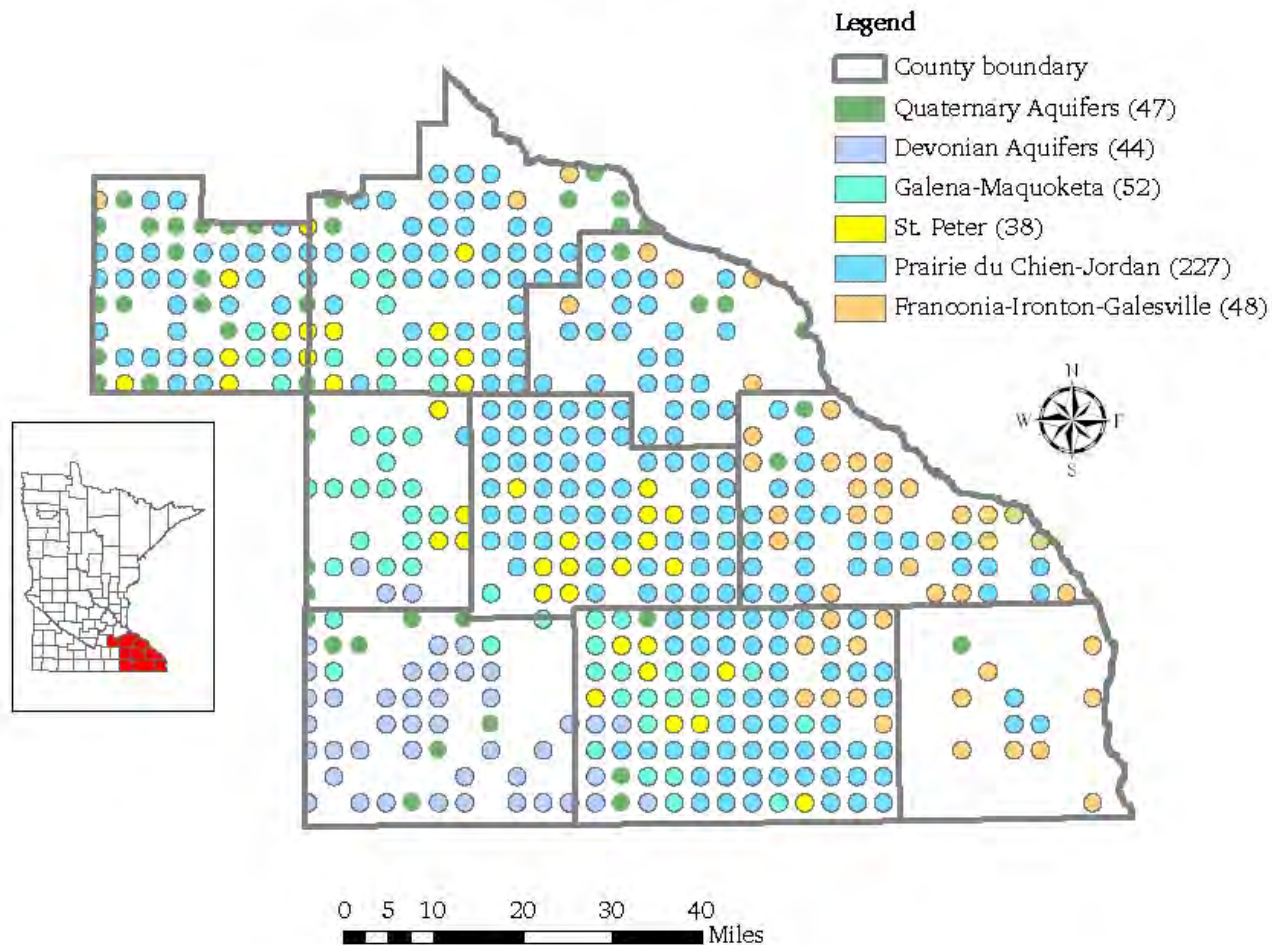 Legend
County boundary
Quaternary Aquifers (47)
Devonian Aquifers (44)
Galena-Maquoketa (52)
St. Peter (38)
Prairie du Chien-Jordan (227)
Franconia-Ironton-Galesville (48)
N
W E
S
0 5 10 20 30 40
Miles